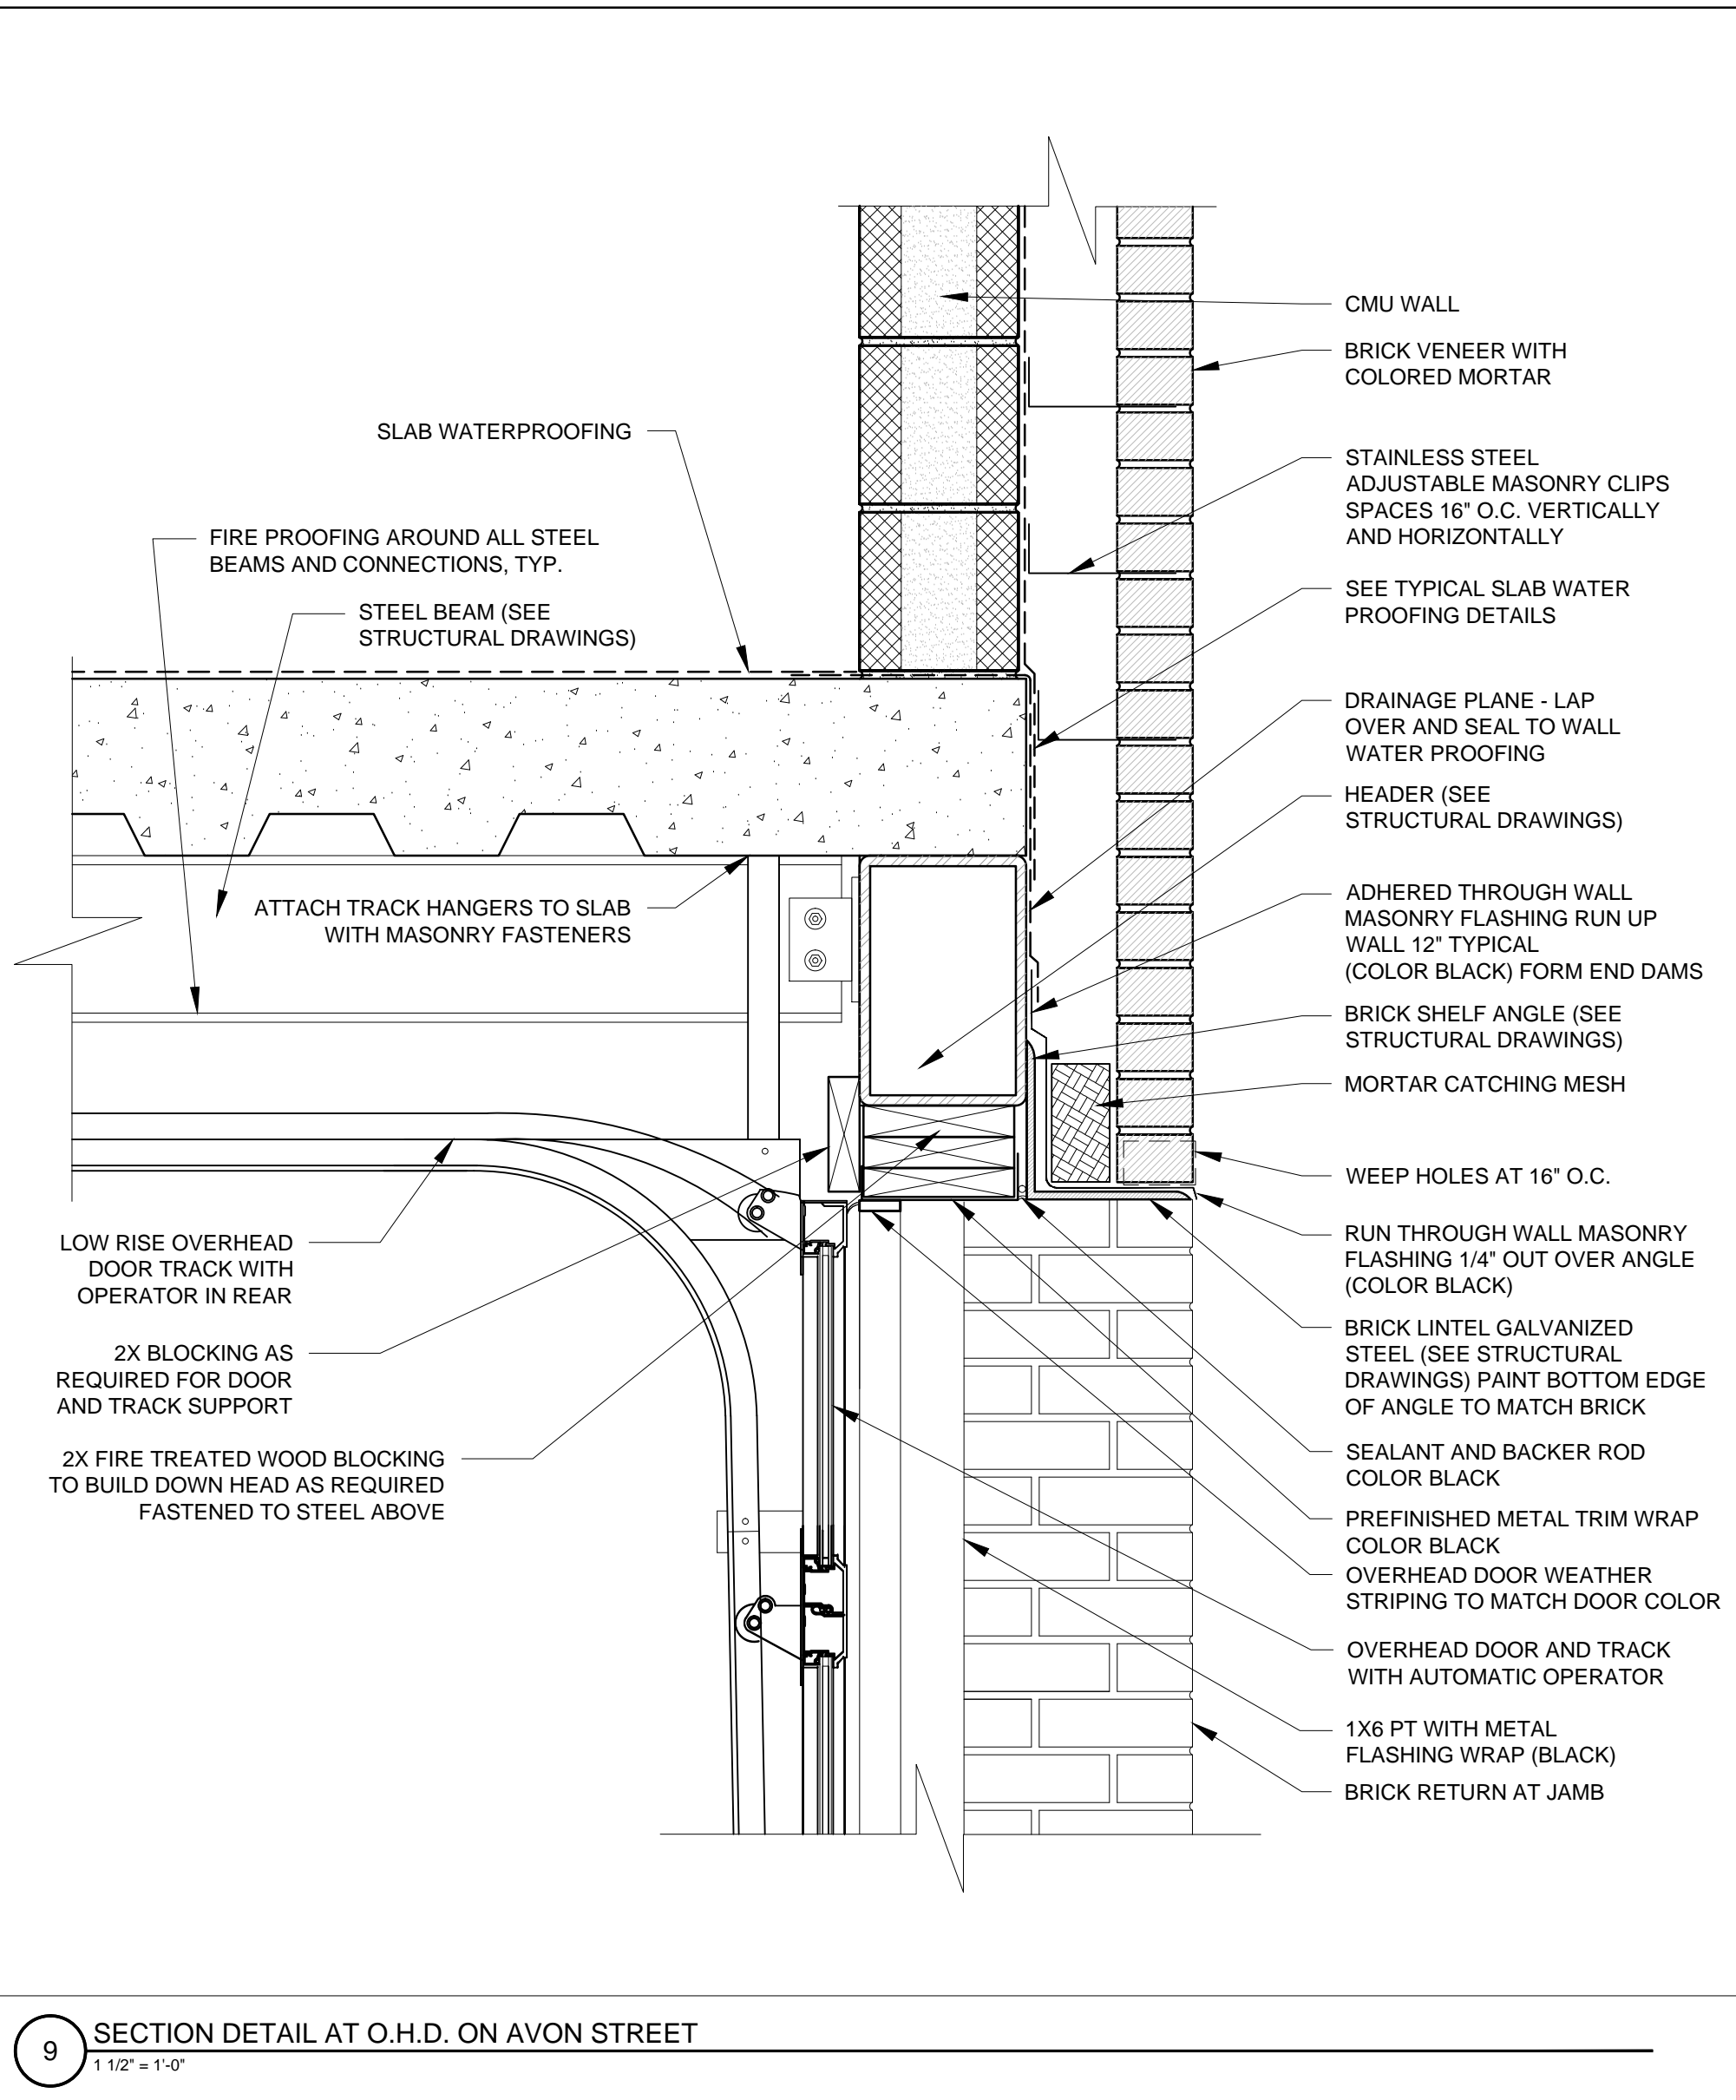 SLAB WATERPROOFING
FIRE PROOFING AROUND ALL STEEL
BEAMS AND CONNECTIONS, TYP.
STEEL BEAM (SEE
STRUCTURAL DRAWINGS)
ATTACH TRACK HANGERS TO SLAB
WITH MASONRY FASTENERS
LOW RISE OVERHEAD
DOOR TRACK WITH
OPERATOR IN REAR
2X BLOCKING AS
REQUIRED FOR DOOR
AND TRACK SUPPORT
2X FIRE TREATED WOOD BLOCKING
TO BUILD DOWN HEAD AS REQUIRED
FASTENED TO STEEL ABOVE
CMU WALL
BRICK VENEER WITH
COLORED MORTAR
STAINLESS STEEL
ADJUSTABLE MASONRY CLIPS
SPACES 16" O.C. VERTICALLY
AND HORIZONTALLY
SEE TYPICAL SLAB WATER
PROOFING DETAILS
DRAINAGE PLANE - LAP
OVER AND SEAL TO WALL
WATER PROOFING
HEADER (SEE
STRUCTURAL DRAWINGS)
ADHERED THROUGH WALL
MASONRY FLASHING RUN UP
WALL 12" TYPICAL
(COLOR BLACK) FORM END DAMS
BRICK SHELF ANGLE (SEE
STRUCTURAL DRAWINGS)
MORTAR CATCHING MESH
WEEP HOLES AT 16" O.C.
RUN THROUGH WALL MASONRY
FLASHING 1/4" OUT OVER ANGLE
(COLOR BLACK)
BRICK LINTEL GALVANIZED
STEEL (SEE STRUCTURAL
DRAWINGS) PAINT BOTTOM EDGE
OF ANGLE TO MATCH BRICK
SEALANT AND BACKER ROD
COLOR BLACK
PREFINISHED METAL TRIM WRAP
COLOR BLACK
OVERHEAD DOOR WEATHER
STRIPING TO MATCH DOOR COLOR
OVERHEAD DOOR AND TRACK
WITH AUTOMATIC OPERATOR
1X6 PT WITH METAL
FLASHING WRAP (BLACK)
BRICK RETURN AT JAMB
9
SECTION DETAIL AT O.H.D. ON AVON STREET
1 1/2" = 1'-0"